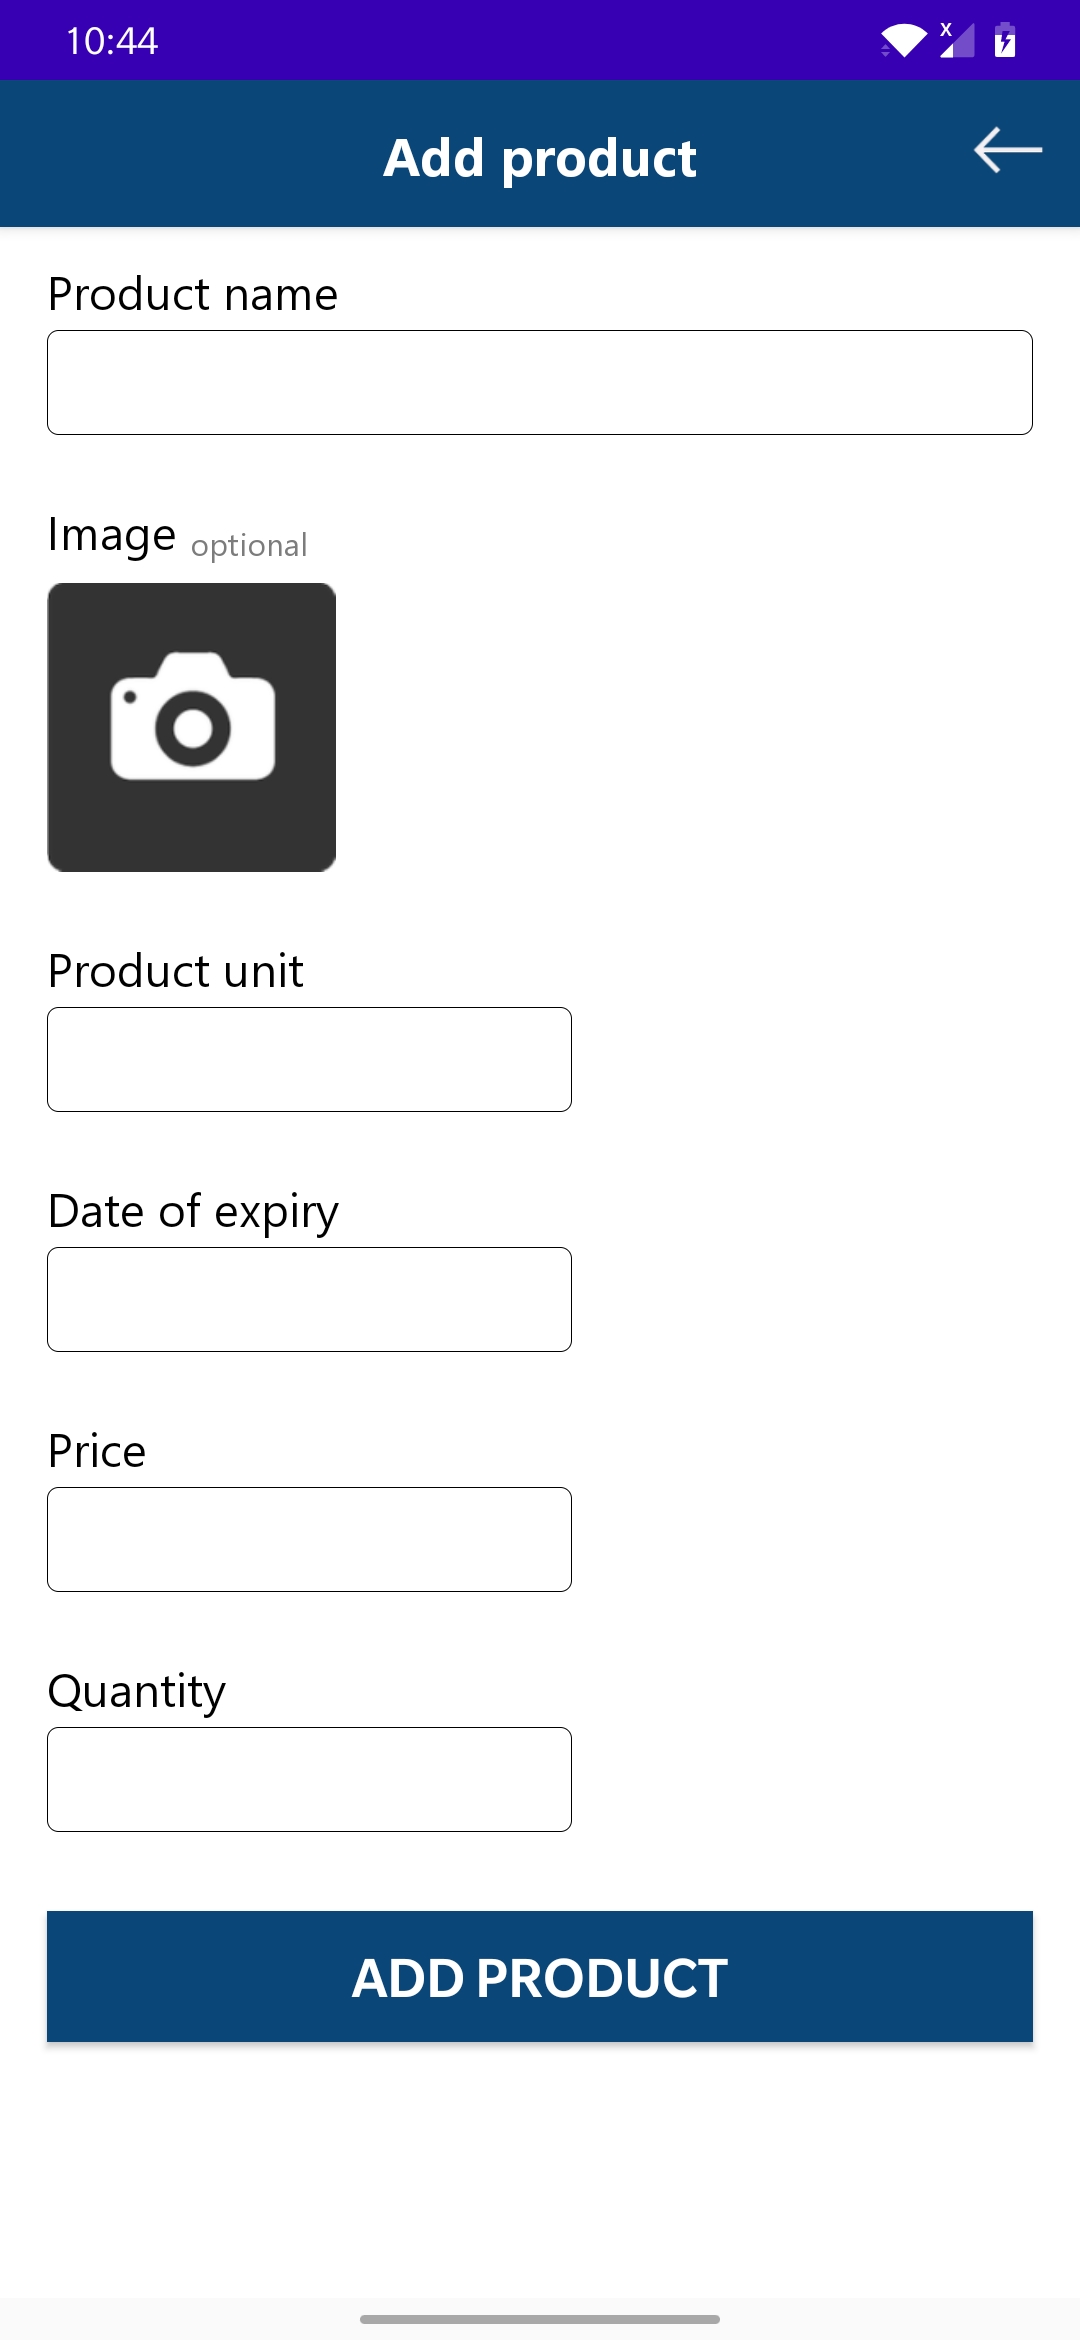 10:44
Add product
Product name
Image optional
Product unit
Date of expiry
Price
Quantity
ADD PRODUCT